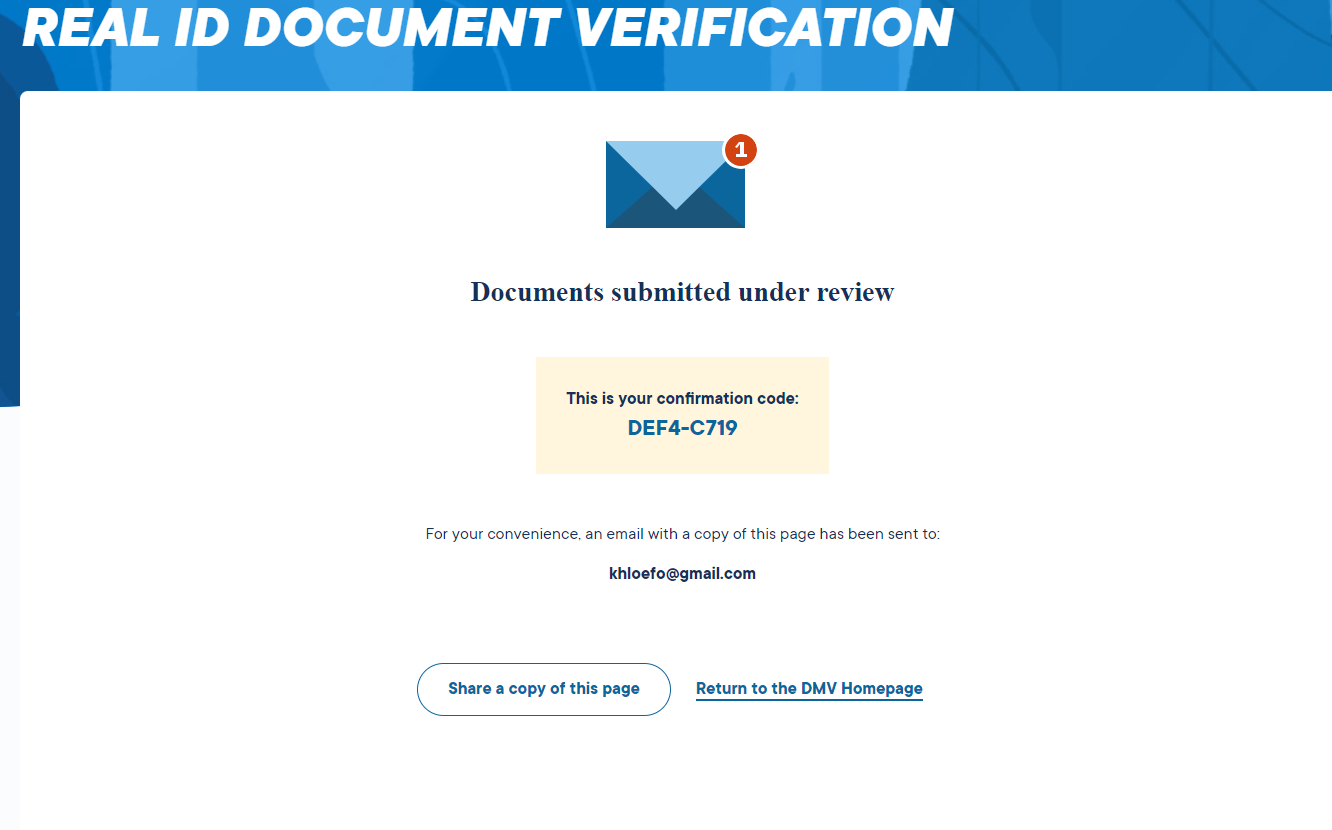 REAL ID DOCUMENT VERIFICATION
1
Documents submitted under review
This is your confirmation code:
DEF4-C719
For your convenience, an email with a copy of this page has been sent to:
khloefo@gmail.com
Share a copy of this page
Return to the DMV Homepage